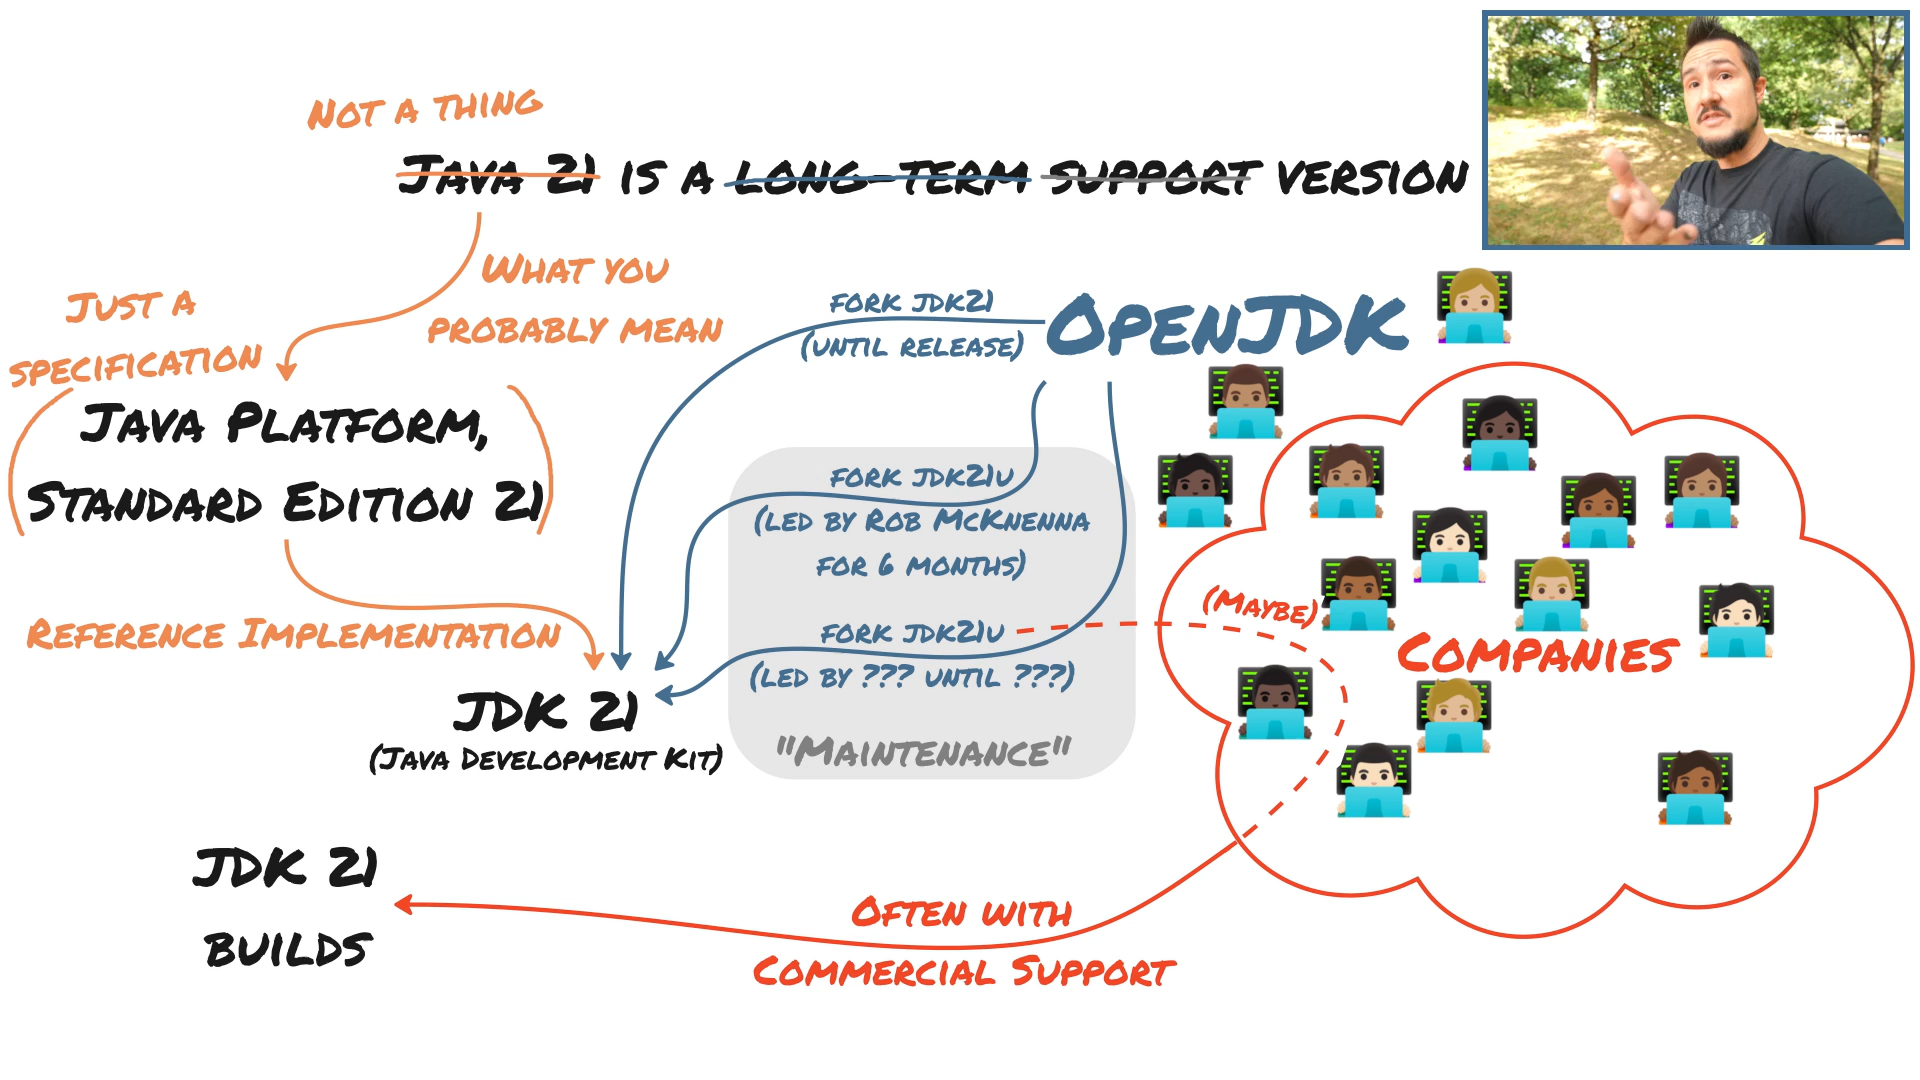 Not a thing
Java 21 is a long-term support version
What you
probably mean
Just a
specification
Java Platform,
Standard Edition 21
Reference Implementation
JDK 21
(Java Development Kit)
fork jdk21
(until release)
OpenJDK
fork jdk21u
(led by Rob McKnenna
for 6 months)
fork jdk21u
(led by ??? until ???)
"Maintenance"
(Maybe)
Companies
Often with
Commercial Support
JDK 21
builds